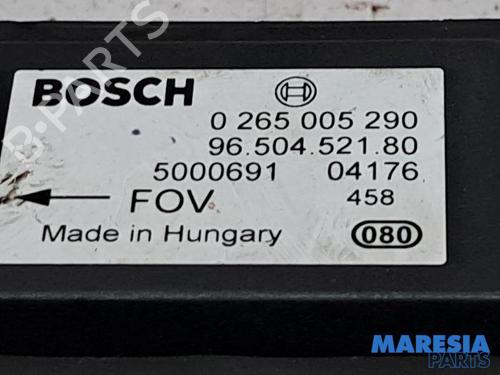 BOSCH
0 265 005 290
96.504.521.80
5000691 04176
FOV 458
Made in Hungary 080
MARESIA
PARTS